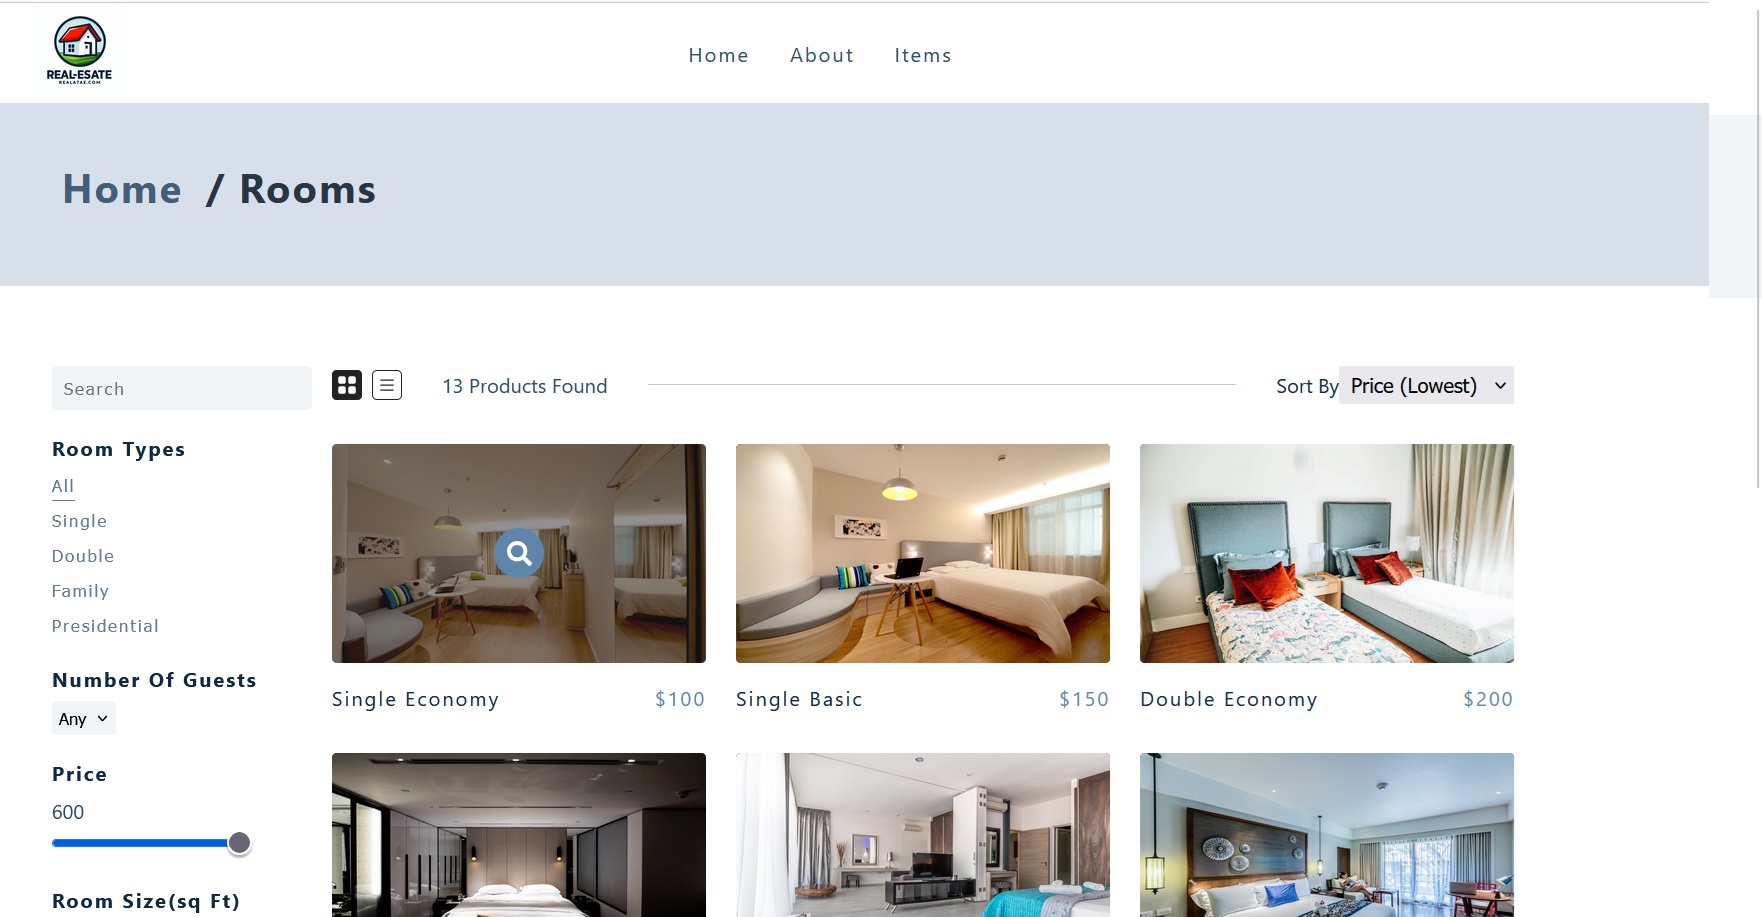 REAL-ESATE
REALATAE.COM
Home About Items
Home / Rooms
Search
13 Products Found
Sort By Price (Lowest)
Room Types
All
Single
Double
Family
Presidential
Number Of Guests
Any
Price
600
Room Size(sq Ft)
Single Economy $100
Single Basic $150
Double Economy $200